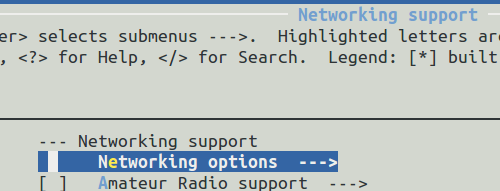 Networking support
er> selects submenus --->.  Highlighted letters are
, <?> for Help, </> for Search.  Legend: [*] built
--- Networking support
Networking options  --->
[ ]   Amateur Radio support  --->